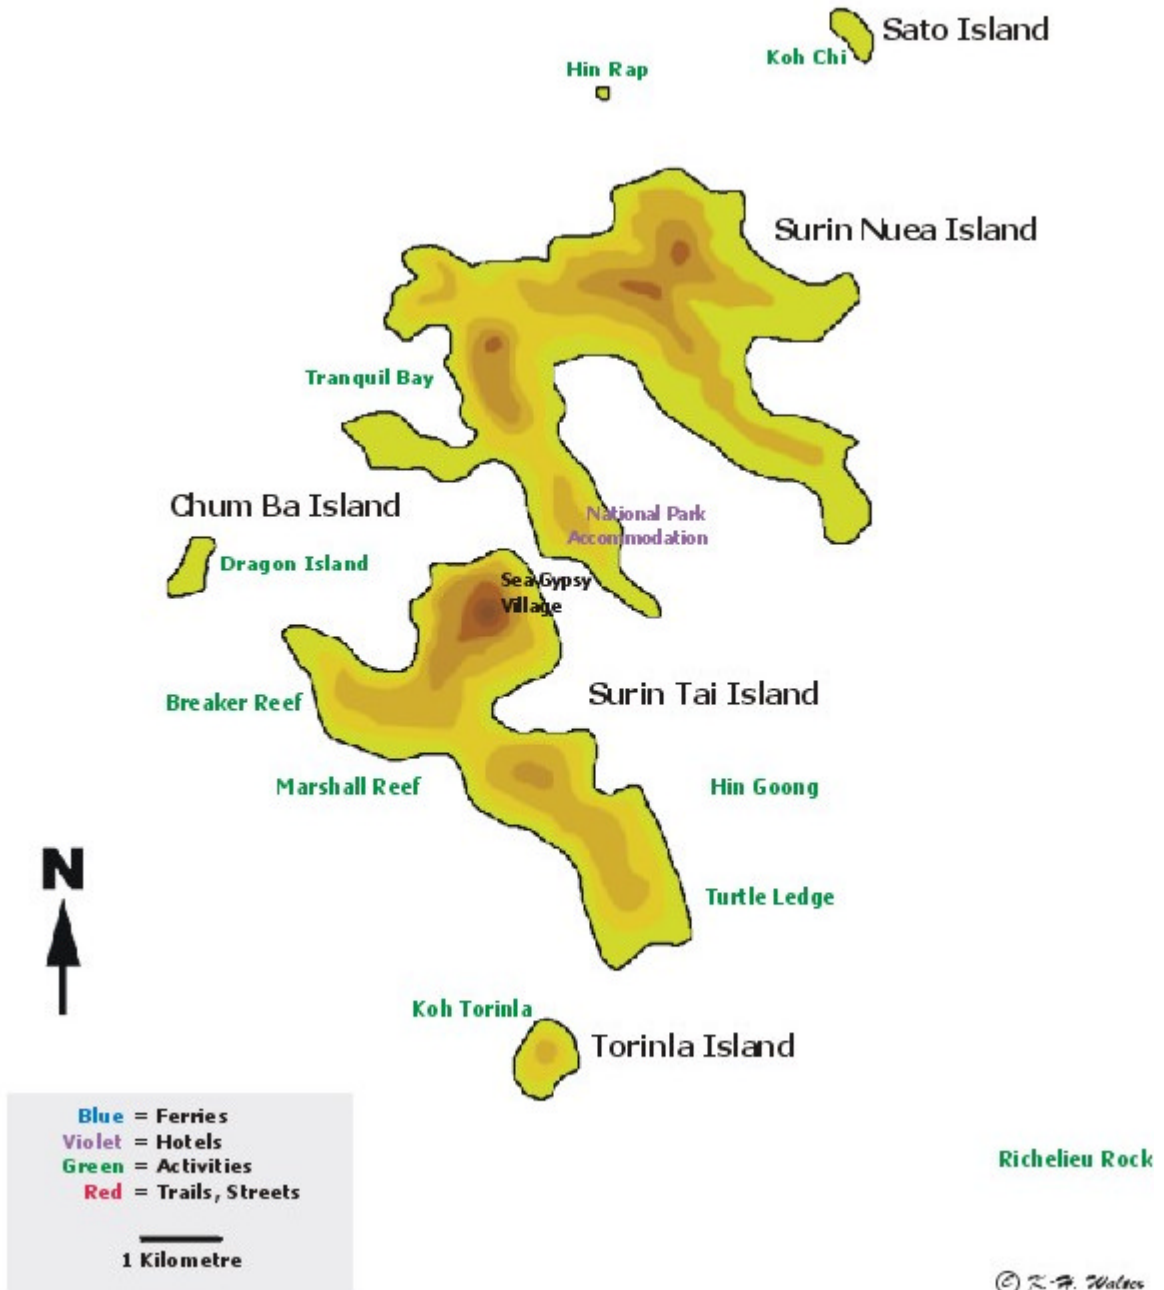 Sato Island
Koh Chi
Hin Rap
Surin Nuea Island
Tranquil Bay
Chum Ba Island
National Park
Accommodation
Dragon Island
Sea Gypsy
Village
Surin Tai Island
Breaker Reef
Marshall Reef
Hin Goong
N
Turtle Ledge
Koh Torinla
Torinla Island
Blue = Ferries
Violet = Hotels
Green = Activities
Red = Trails, Streets
1 Kilometre
Richelieu Rock
© K-H. Walter